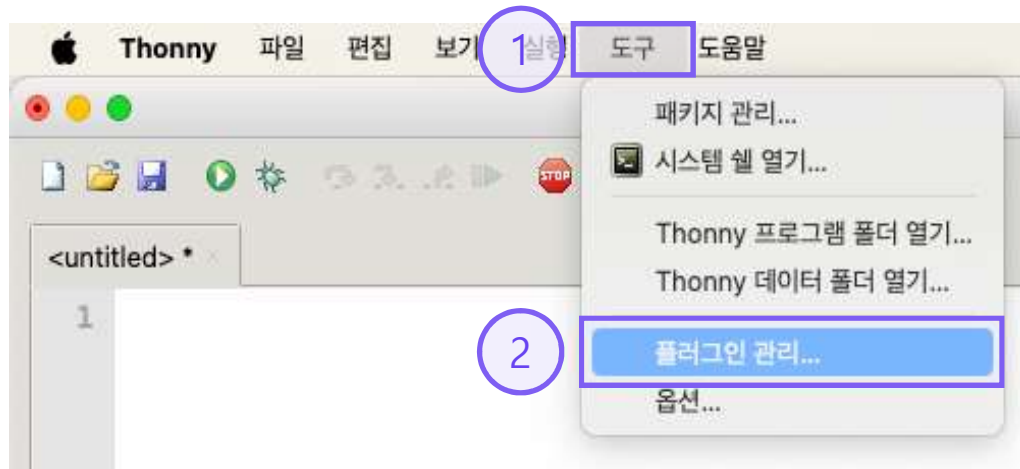 Thonny 파일 편집 보기 1 실행 도구 도움말
패키지 관리...
STOP 시스템 쉘 열기...
Thonny 프로그램 폴더 열기...
<untitled> *
Thonny 데이터 폴더 열기...
1
2 플러그인 관리...
옵션...